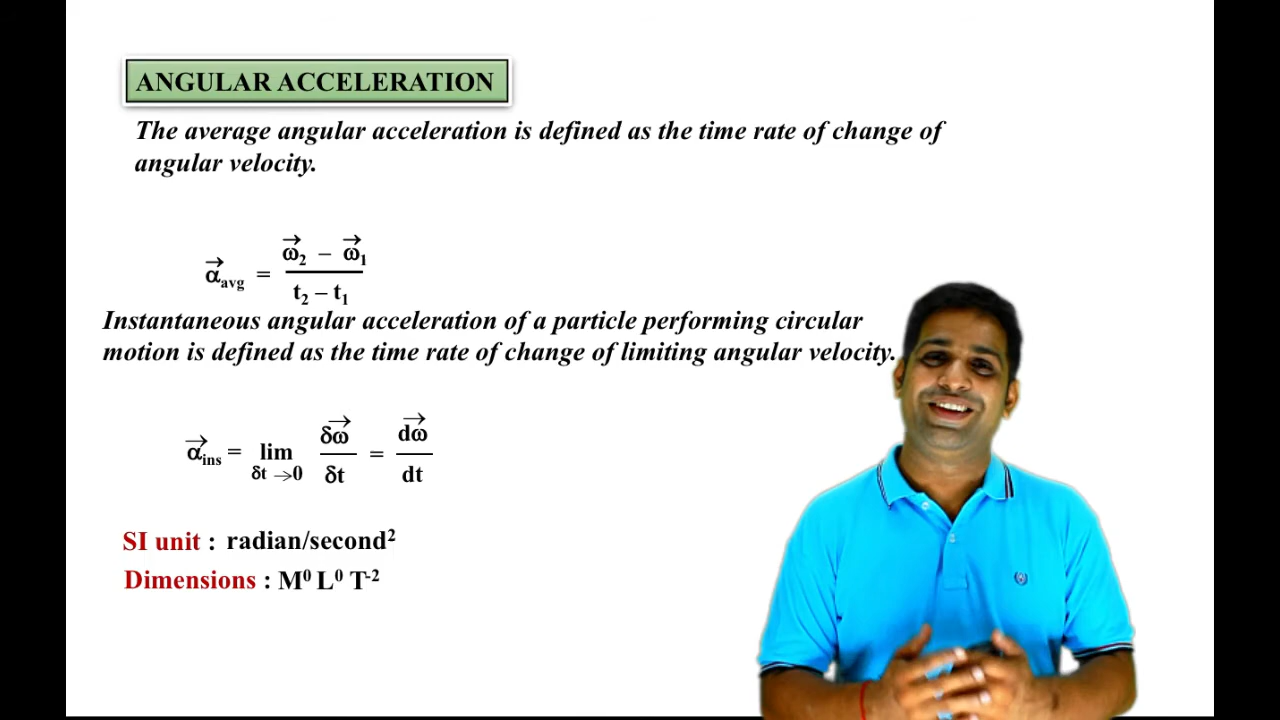 ANGULAR ACCELERATION
The average angular acceleration is defined as the time rate of change of
angular velocity.
α⃗avg = (ω⃗₂ – ω⃗₁) / (t₂ – t₁)
Instantaneous angular acceleration of a particle performing circular
motion is defined as the time rate of change of limiting angular velocity.
α⃗ins = lim δt →0 δω⃗/δt = dω⃗/dt
SI unit : radian/second²
Dimensions : M⁰ L⁰ T⁻²